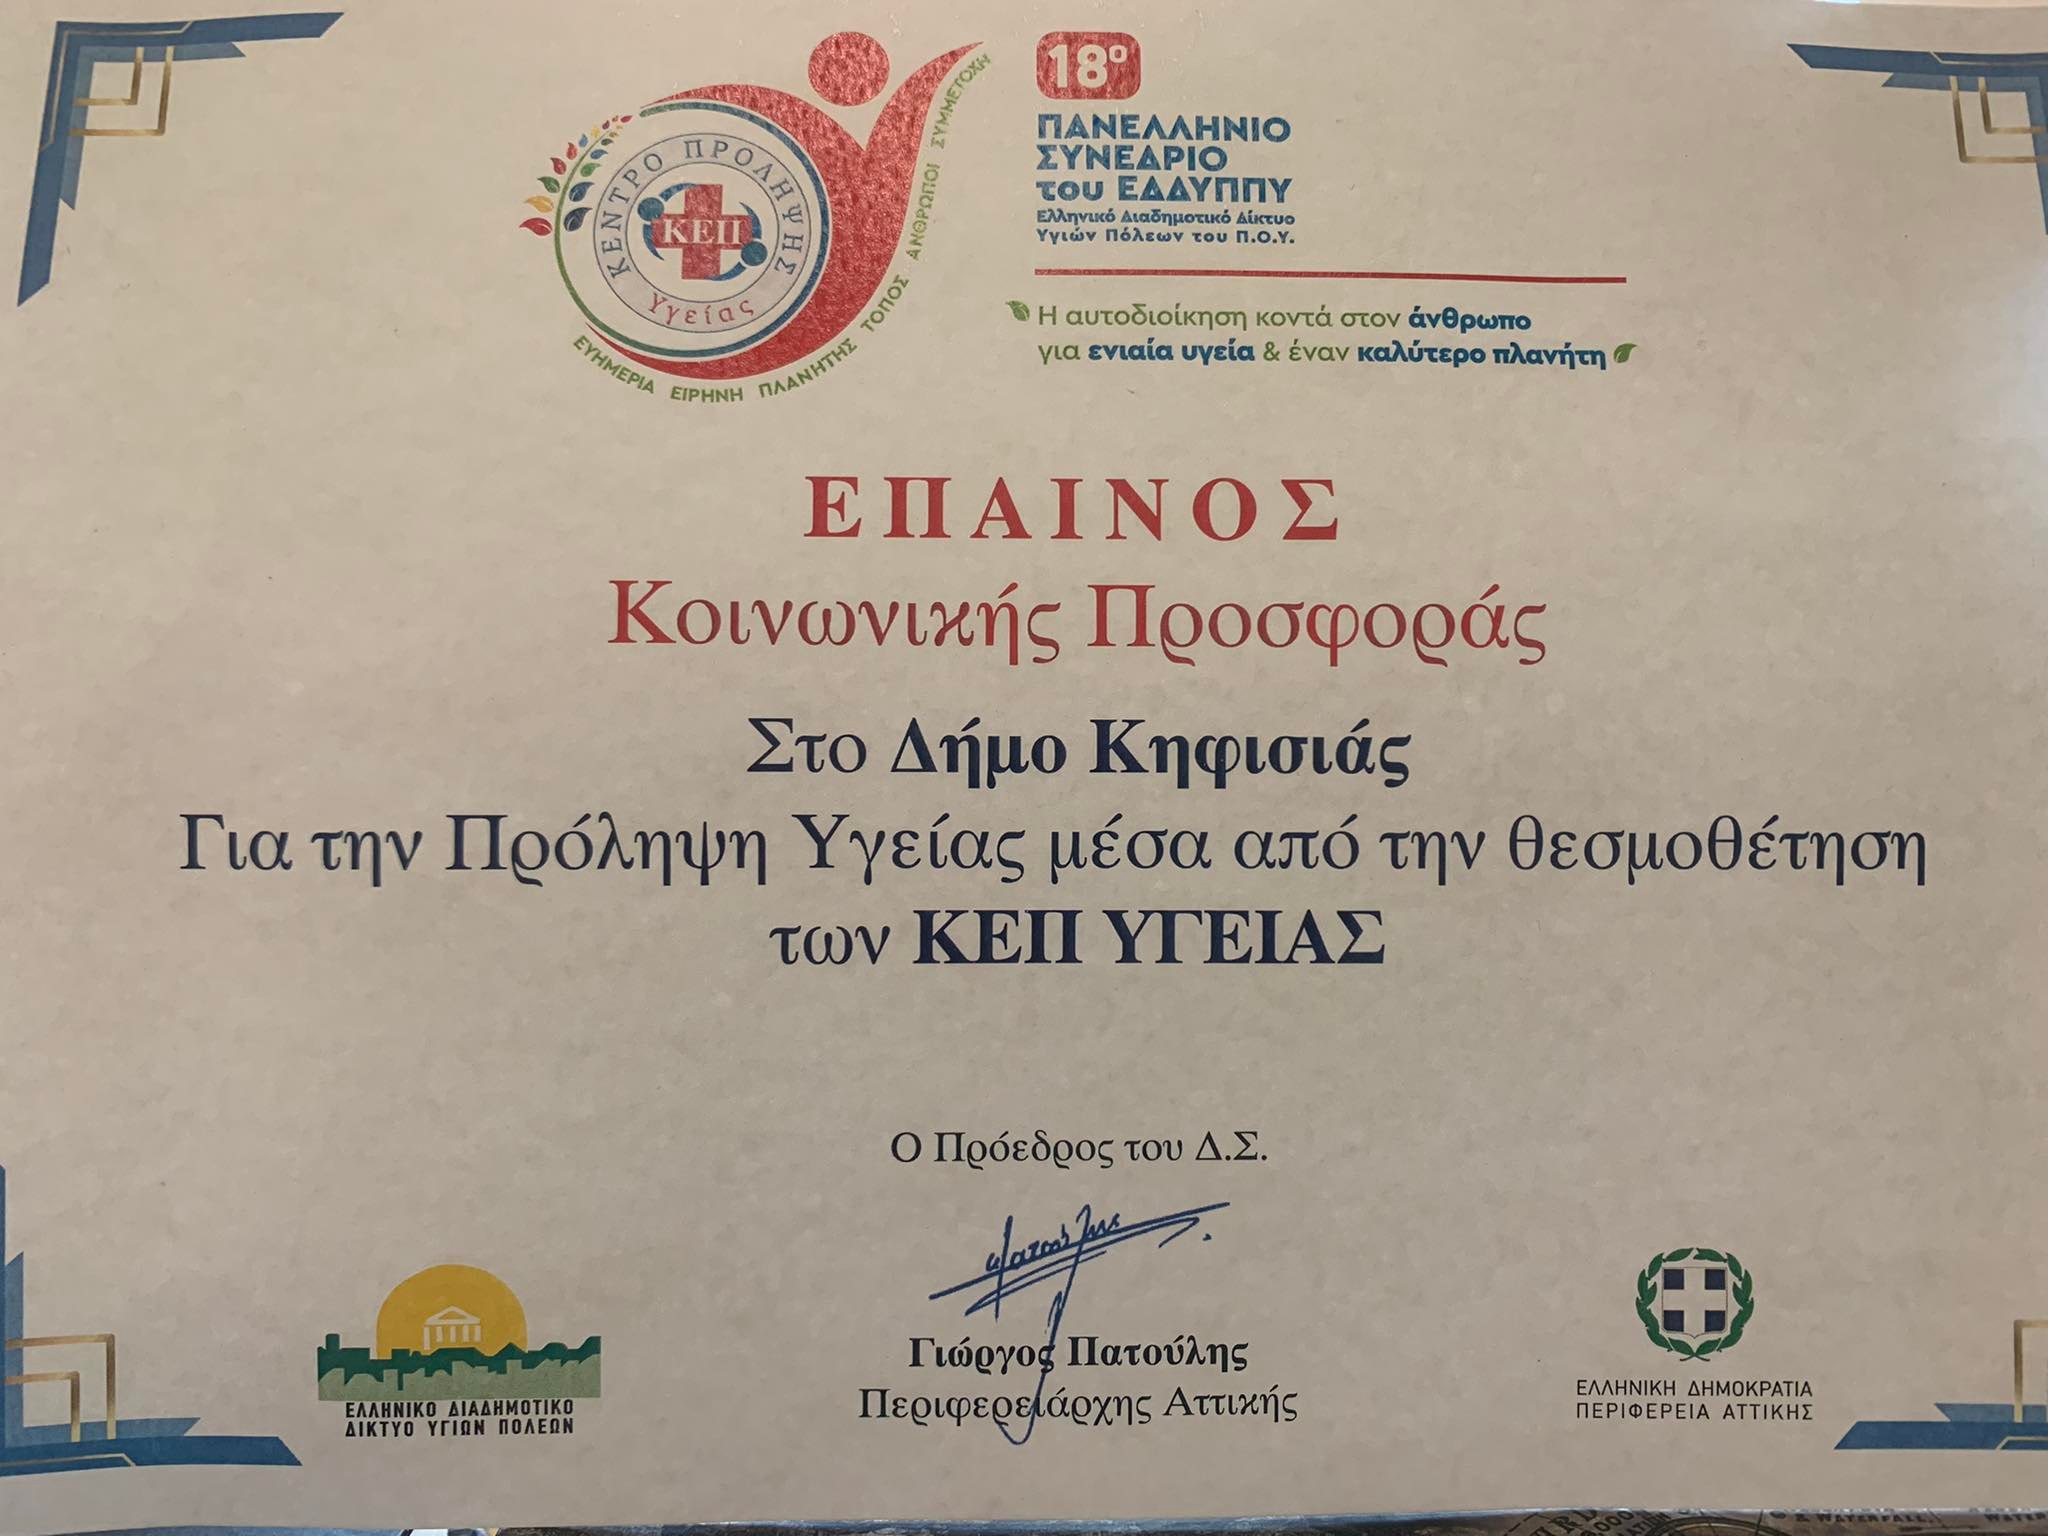 18ο
ΠΑΝΕΛΛΗΝΙΟ
ΣΥΝΕΔΡΙΟ
του ΕΔΔΥΠΠΥ
Ελληνικό Διαδημοτικό Δίκτυο
Υγιών Πόλεων του Π.Ο.Υ.
Η αυτοδιοίκηση κοντά στον άνθρωπο
για ενιαία υγεία & έναν καλύτερο πλανήτη
ΚΕΝΤΡΟ ΠΡΟΛΗΨΗΣ
ΚΕΠ
Υγείας
ΕΥΗΜΕΡΙΑ ΕΙΡΗΝΗ ΠΛΑΝΗΤΗΣ ΤΟΠΟΣ ΑΝΘΡΩΠΟΙ ΣΥΜΜΕΤΟΧΗ
ΕΠΑΙΝΟΣ
Κοινωνικής Προσφοράς
Στο Δήμο Κηφισιάς
Για την Πρόληψη Υγείας μέσα από την θεσμοθέτηση
των ΚΕΠ ΥΓΕΙΑΣ
Ο Πρόεδρος του Δ.Σ.
Γιώργος Πατούλης
Περιφερειάρχης Αττικής
ΕΛΛΗΝΙΚΟ ΔΙΑΔΗΜΟΤΙΚΟ
ΔΙΚΤΥΟ ΥΓΙΩΝ ΠΟΛΕΩΝ
ΕΛΛΗΝΙΚΗ ΔΗΜΟΚΡΑΤΙΑ
ΠΕΡΙΦΕΡΕΙΑ ΑΤΤΙΚΗΣ